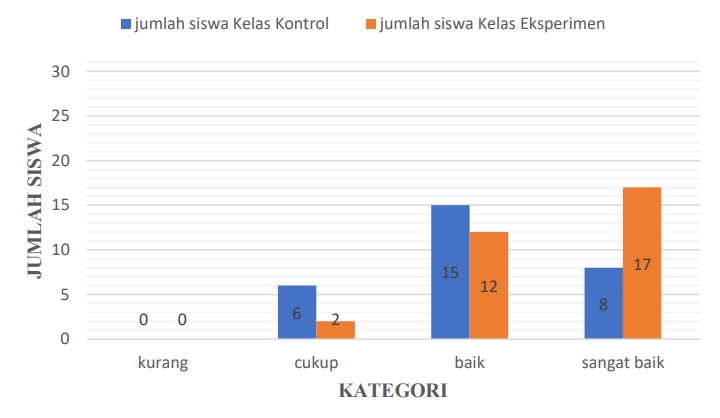 jumlah siswa Kelas Kontrol jumlah siswa Kelas Eksperimen
30
25
20
15
10
5
0
JUMLAH SISWA
0 0
6 2
15 12
8 17
kurang cukup baik sangat baik
KATEGORI